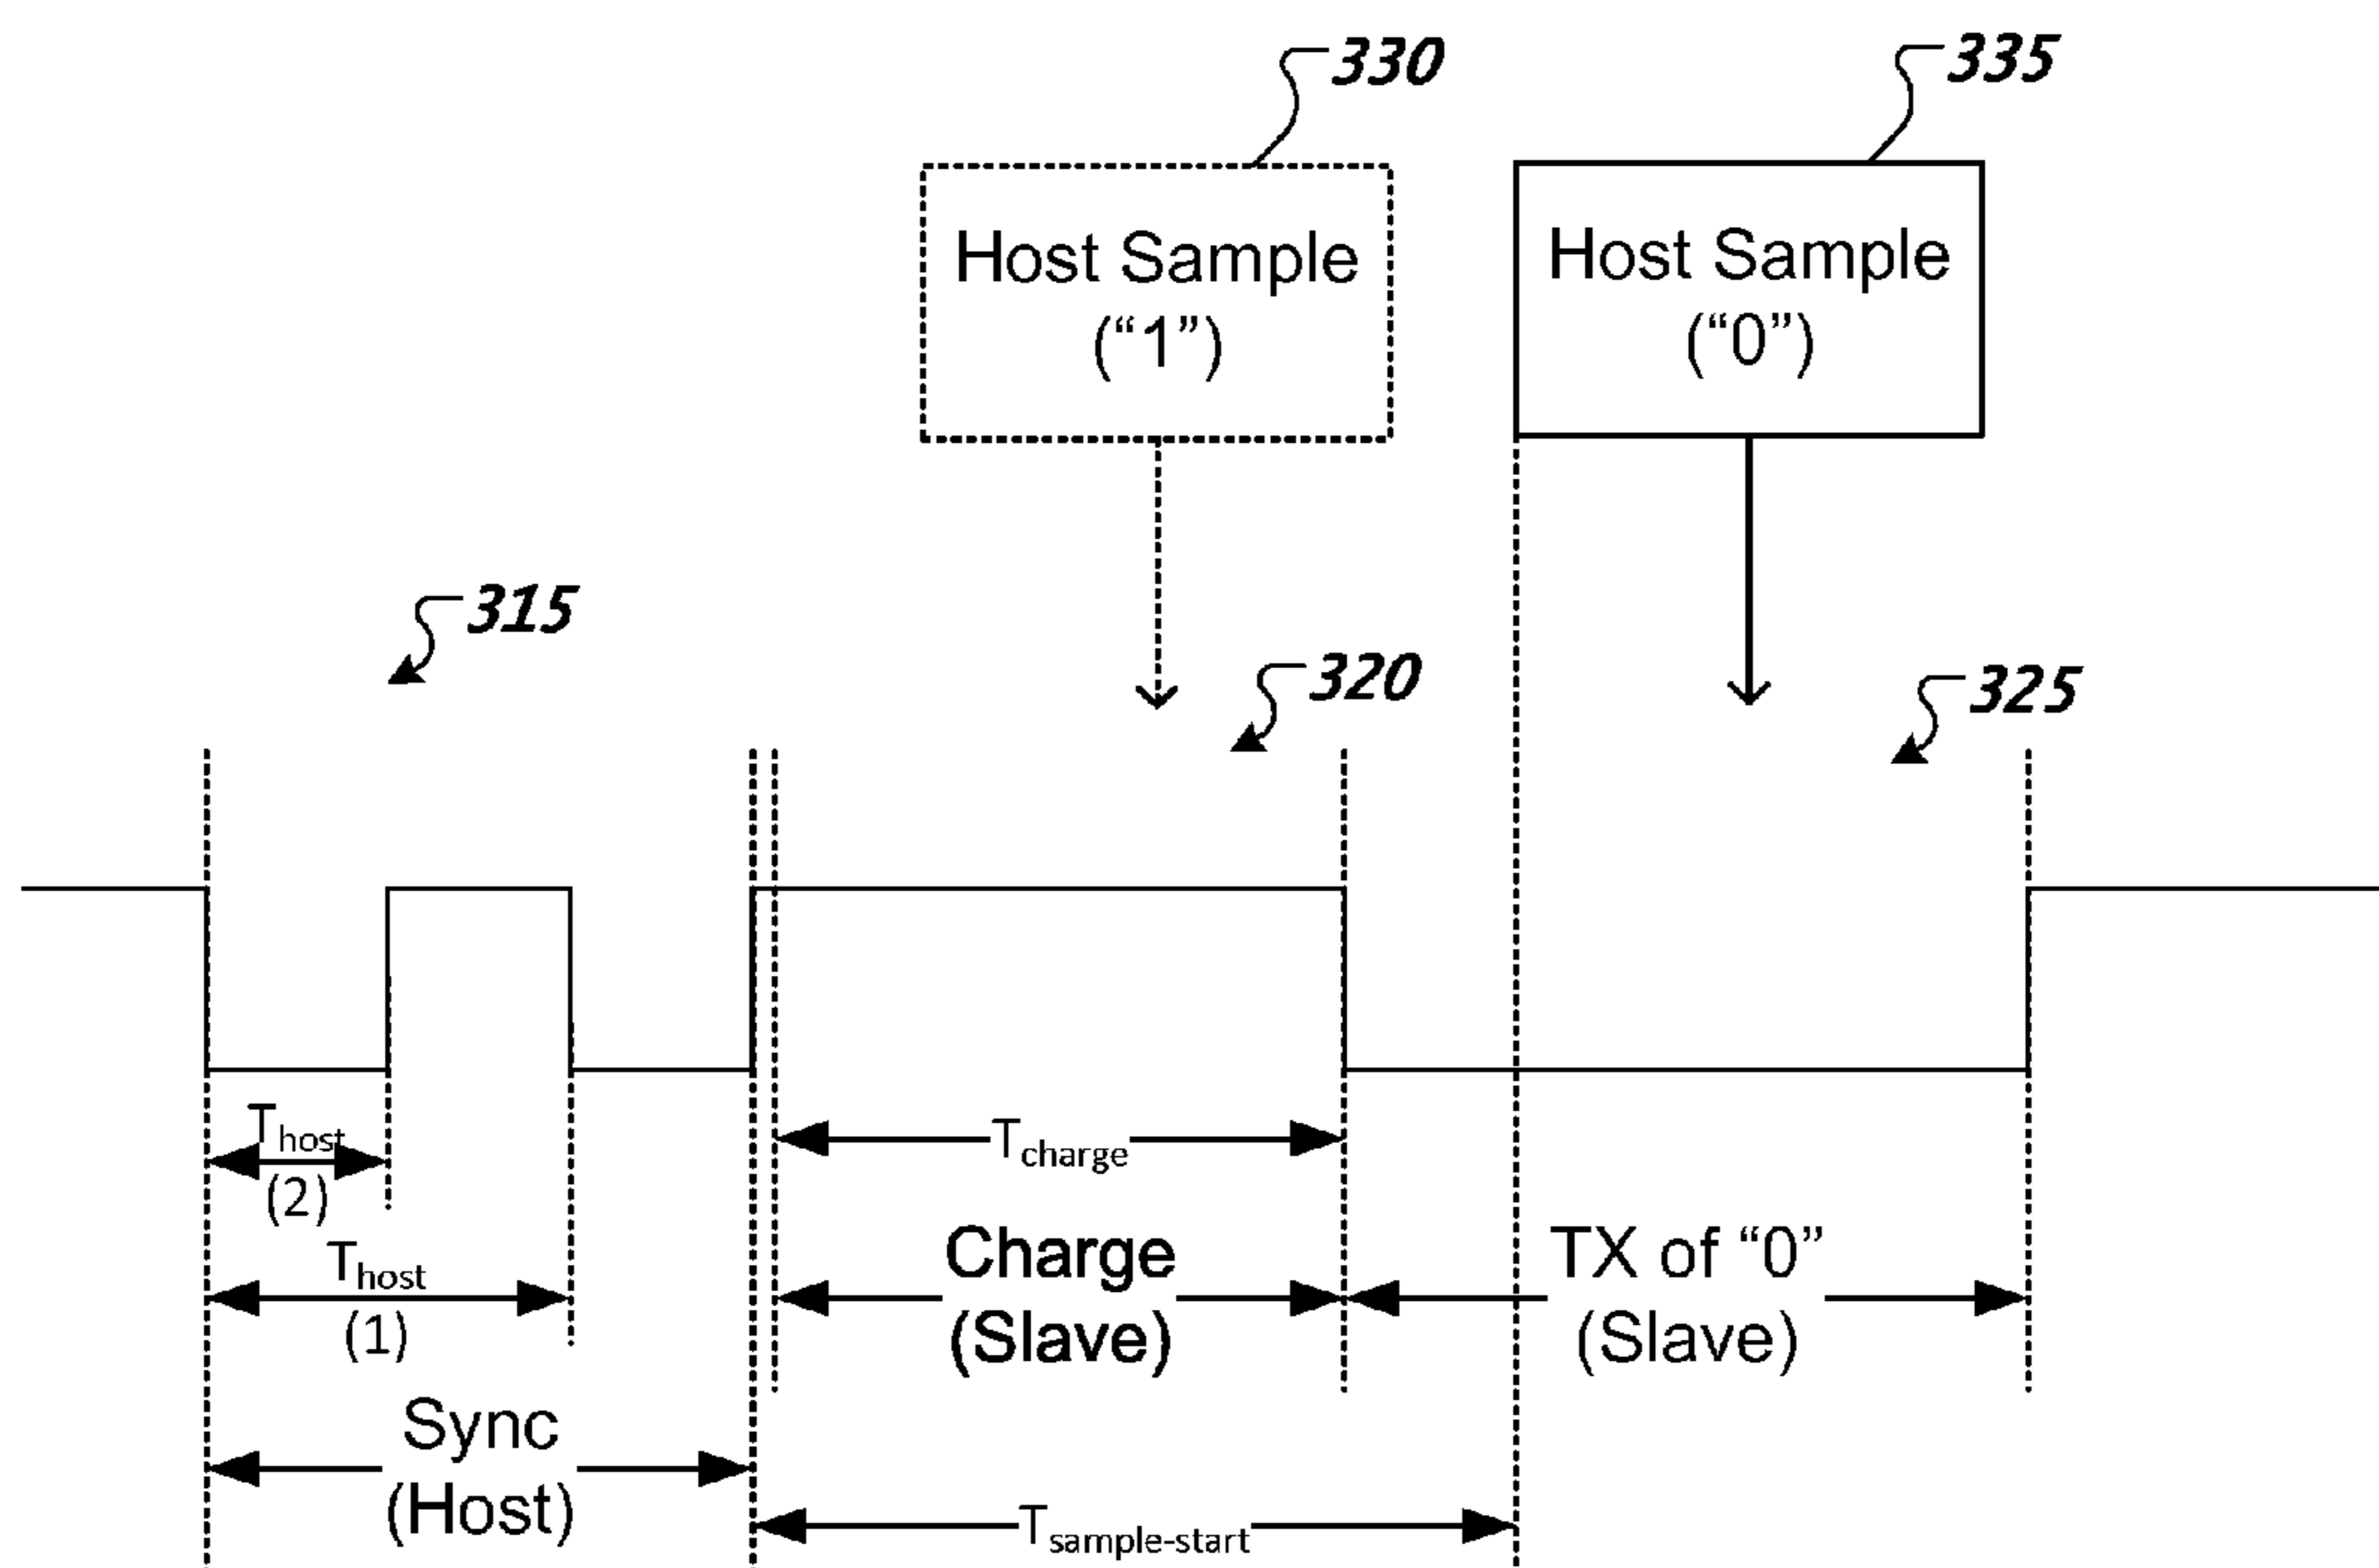 330
335
Host Sample
(“1”)
Host Sample
(“0”)
315
320
325
Thost
(2)
Tcharge
Thost
(1)
Charge
(Slave)
TX of “0”
(Slave)
Sync
(Host)
Tsample-start